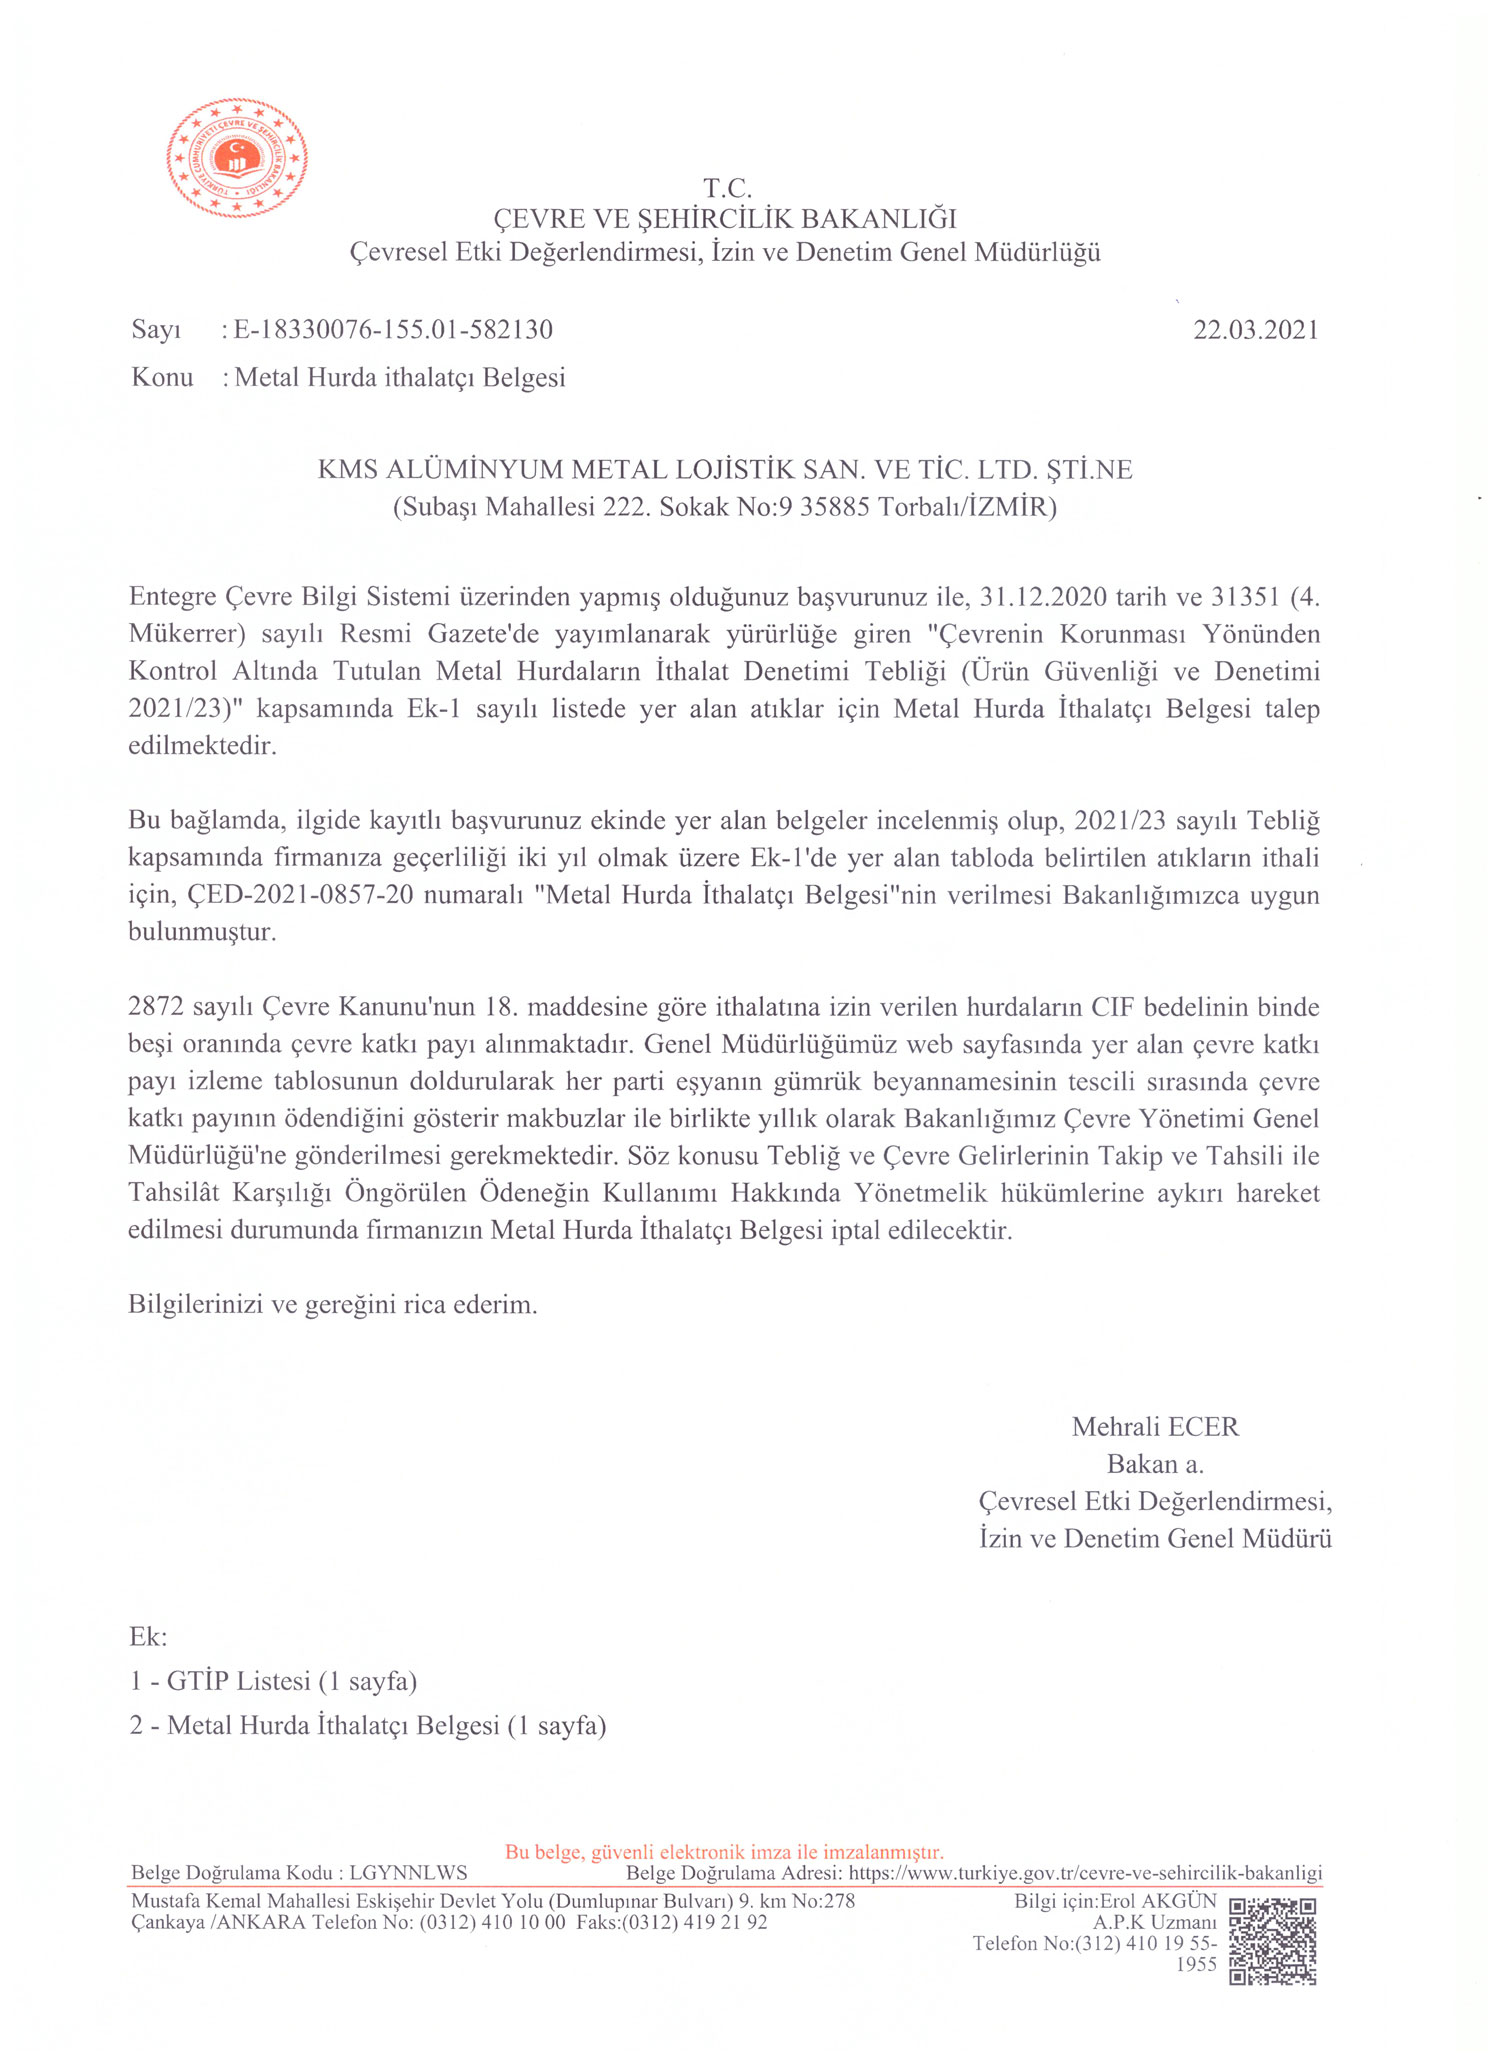 TÜRKİYE CUMHURİYETİ ÇEVRE VE ŞEHİRCİLİK BAKANLIĞI
T.C.
ÇEVRE VE ŞEHİRCİLİK BAKANLIĞI
Çevresel Etki Değerlendirmesi, İzin ve Denetim Genel Müdürlüğü
Sayı : E-18330076-155.01-582130 22.03.2021
Konu : Metal Hurda ithalatçı Belgesi
KMS ALÜMİNYUM METAL LOJİSTİK SAN. VE TİC. LTD. ŞTİ.NE
(Subaşı Mahallesi 222. Sokak No:9 35885 Torbalı/İZMİR)
Entegre Çevre Bilgi Sistemi üzerinden yapmış olduğunuz başvurunuz ile, 31.12.2020 tarih ve 31351 (4.
Mükerrer) sayılı Resmi Gazete'de yayımlanarak yürürlüğe giren "Çevrenin Korunması Yönünden
Kontrol Altında Tutulan Metal Hurdaların İthalat Denetimi Tebliği (Ürün Güvenliği ve Denetimi
2021/23)" kapsamında Ek-1 sayılı listede yer alan atıklar için Metal Hurda İthalatçı Belgesi talep
edilmektedir.
Bu bağlamda, ilgide kayıtlı başvurunuz ekinde yer alan belgeler incelenmiş olup, 2021/23 sayılı Tebliğ
kapsamında firmanıza geçerliliği iki yıl olmak üzere Ek-1'de yer alan tabloda belirtilen atıkların ithali
için, ÇED-2021-0857-20 numaralı "Metal Hurda İthalatçı Belgesi"nin verilmesi Bakanlığımızca uygun
bulunmuştur.
2872 sayılı Çevre Kanunu'nun 18. maddesine göre ithalatına izin verilen hurdaların CIF bedelinin binde
beşi oranında çevre katkı payı alınmaktadır. Genel Müdürlüğümüz web sayfasında yer alan çevre katkı
payı izleme tablosunun doldurularak her parti eşyanın gümrük beyannamesinin tescili sırasında çevre
katkı payının ödendiğini gösterir makbuzlar ile birlikte yıllık olarak Bakanlığımız Çevre Yönetimi Genel
Müdürlüğü'ne gönderilmesi gerekmektedir. Söz konusu Tebliğ ve Çevre Gelirlerinin Takip ve Tahsili ile
Tahsilât Karşılığı Öngörülen Ödeneğin Kullanımı Hakkında Yönetmelik hükümlerine aykırı hareket
edilmesi durumunda firmanızın Metal Hurda İthalatçı Belgesi iptal edilecektir.
Bilgilerinizi ve gereğini rica ederim.
Mehrali ECER
Bakan a.
Çevresel Etki Değerlendirmesi,
İzin ve Denetim Genel Müdürü
Ek:
1 - GTİP Listesi (1 sayfa)
2 - Metal Hurda İthalatçı Belgesi (1 sayfa)
Bu belge, güvenli elektronik imza ile imzalanmıştır.
Belge Doğrulama Kodu : LGYNNLWS Belge Doğrulama Adresi: https://www.turkiye.gov.tr/cevre-ve-sehircilik-bakanligi
Mustafa Kemal Mahallesi Eskişehir Devlet Yolu (Dumlupınar Bulvarı) 9. km No:278 Bilgi için:Erol AKGÜN
Çankaya /ANKARA Telefon No: (0312) 410 10 00 Faks:(0312) 419 21 92 A.P.K Uzmanı
Telefon No:(312) 410 19 55-
1955